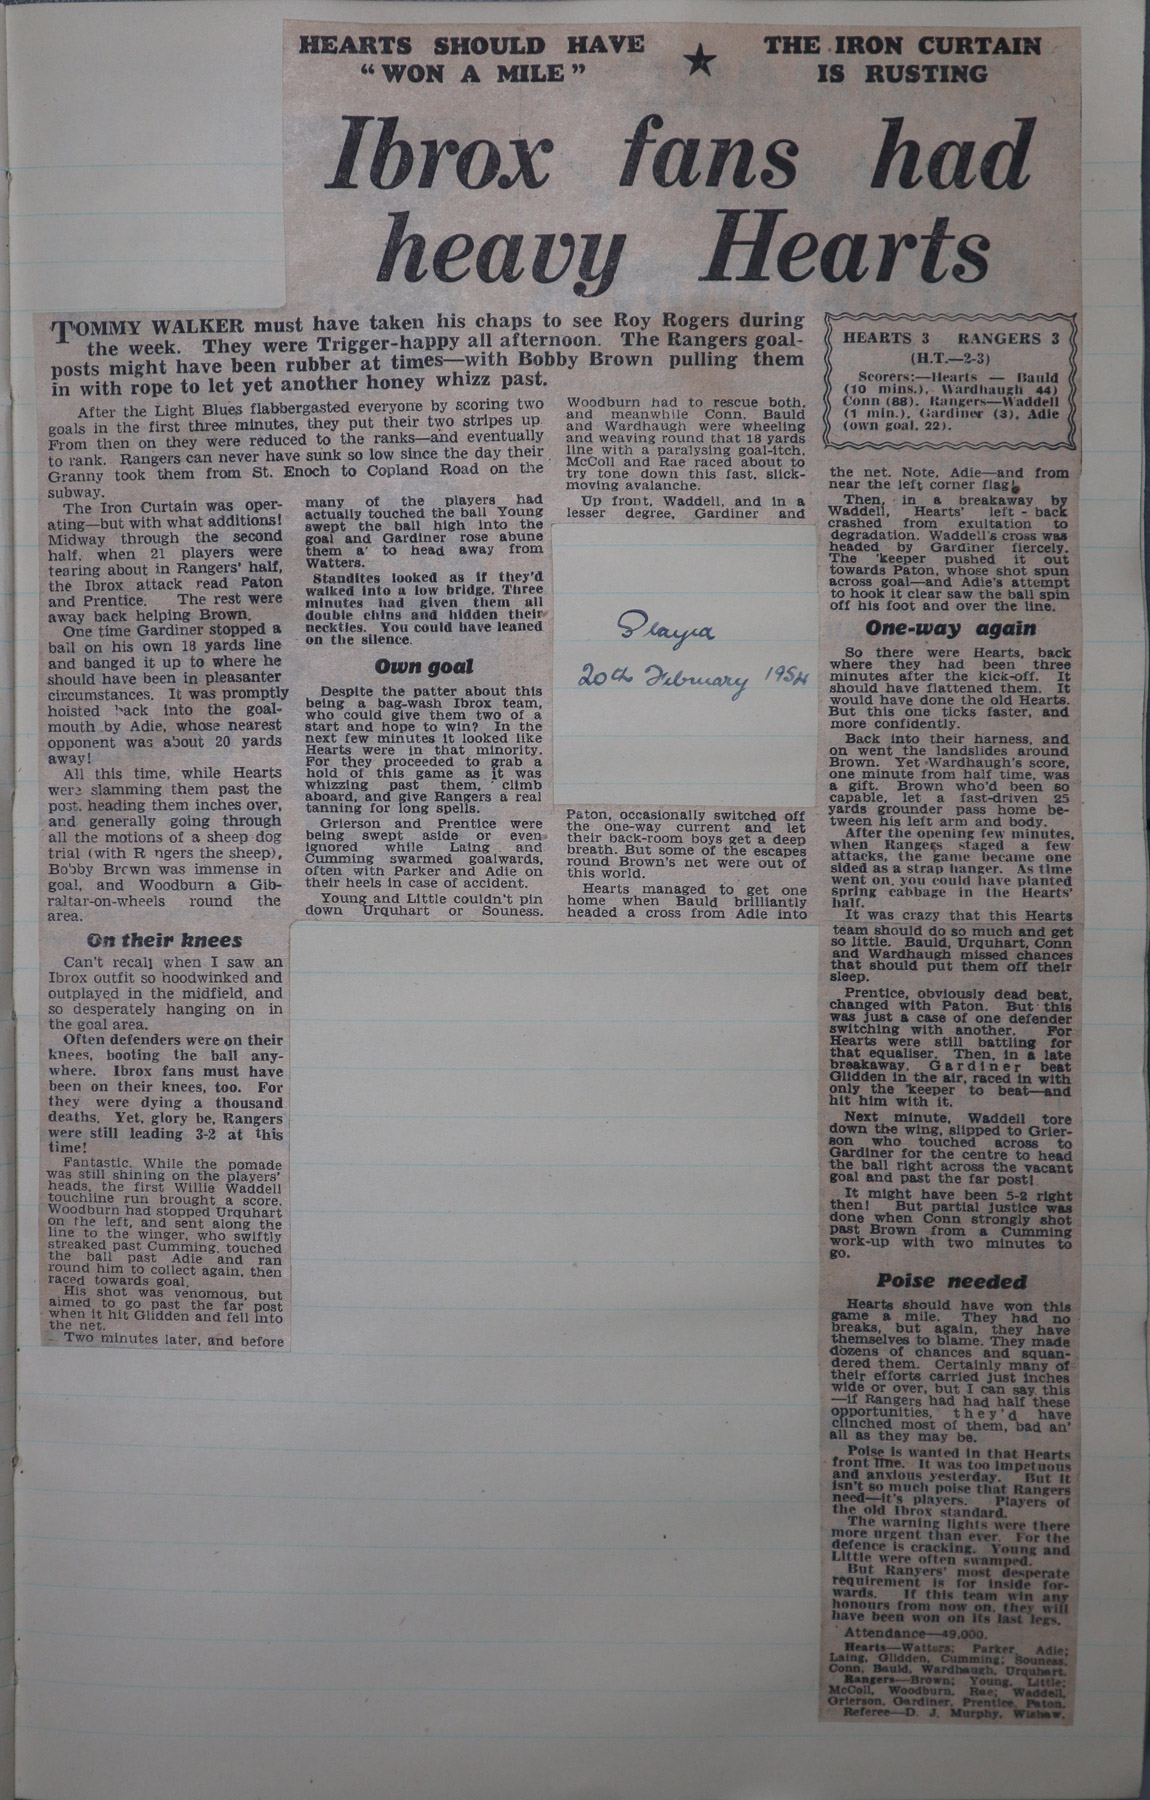 HEARTS SHOULD HAVE
"WON A MILE"
★
THE IRON CURTAIN
IS RUSTING
Ibrox fans had
heavy Hearts
TOMMY WALKER must have taken his chaps to see Roy Rogers during
the week. They were Trigger-happy all afternoon. The Rangers goal-
posts might have been rubber at times—with Bobby Brown pulling them
in with rope to let yet another honey whizz past.
After the Light Blues flabbergasted everyone by scoring two
goals in the first three minutes, they put their two stripes up.
From then on they were reduced to the ranks—and eventually
to rank. Rangers can never have sunk so low since the day their
Granny took them from St. Enoch to Copland Road on the
subway.
The Iron Curtain was oper-
ating—but with what additions!
Midway through the second
half, when 21 players were
tearing about in Rangers' half,
the Ibrox attack read Paton
and Prentice. The rest were
away back helping Brown.
One time Gardiner stopped a
ball on his own 18 yards line
and banged it up to where he
should have been in pleasanter
circumstances. It was promptly
hoisted back into the goal-
mouth by Adie, whose nearest
opponent was about 20 yards
away!
All this time, while Hearts
were slamming them past the
post, heading them inches over,
and generally going through
all the motions of a sheep dog
trial (with R ngers the sheep),
Bobby Brown was immense in
goal, and Woodburn a Gib-
raltar-on-wheels round the
area.
On their knees
Can't recall when I saw an
Ibrox outfit so hoodwinked and
outplayed in the midfield, and
so desperately hanging on in
the goal area.
Often defenders were on their
knees, booting the ball any-
where. Ibrox fans must have
been on their knees, too. For
they were dying a thousand
deaths. Yet, glory be, Rangers
were still leading 3-2 at this
time!
Fantastic. While the pomade
was still shining on the players'
heads, the first Willie Waddell
touchline run brought a score.
Woodburn had stopped Urquhart
on the left, and sent along the
line to the winger, who swiftly
streaked past Cumming, touched
the ball past Adie and ran
round him to collect again, then
raced towards goal.
His shot was venomous, but
aimed to go past the far post
when it hit Glidden and fell into
the net.
Two minutes later, and before
many of the players had
actually touched the ball Young
swept the ball high into the
goal and Gardiner rose abune
them a' to head away from
Watters.
Standites looked as if they'd
walked into a low bridge. Three
minutes had given them all
double chins and hidden their
neckties. You could have leaned
on the silence.
Own goal
Despite the patter about this
being a bag-wash Ibrox team,
who could give them two of a
start and hope to win? In the
next few minutes it looked like
Hearts were in that minority.
For they proceeded to grab a
hold of this game as it was
whizzing past them, climb
aboard, and give Rangers a real
tanning for long spells.
Grierson and Prentice were
being swept aside or even
ignored while Laing and
Cumming swarmed goalwards,
often with Parker and Adie on
their heels in case of accident.
Young and Little couldn't pin
down Urquhart or Souness.
Woodburn had to rescue both,
and meanwhile Conn, Bauld
and Wardhaugh were wheeling
and weaving round that 18 yards
line with a paralysing goal-itch.
McColl and Rae raced about to
try tone down this fast, slick-
moving avalanche.
Up front, Waddell, and in a
lesser degree, Gardiner and
Played
20th February 1954
Paton, occasionally switched off
the one-way current and let
their back-room boys get a deep
breath. But some of the escapes
round Brown's net were out of
this world.
Hearts managed to get one
home when Bauld brilliantly
headed a cross from Adie into
HEARTS 3 RANGERS 3
(H.T.—2-3)
Scorers:—Hearts — Bauld
(10 mins.), Wardhaugh 44)
Conn (88). Rangers—Waddell
(1 min.), Gardiner (3), Adie
(own goal, 22).
the net. Note, Adie—and from
near the left corner flag!
Then, in a breakaway by
Waddell, Hearts' left-back
crashed from exultation to
degradation. Waddell's cross was
headed by Gardiner fiercely.
The 'keeper pushed it out
towards Paton, whose shot spun
across goal—and Adie's attempt
to hook it clear saw the ball spin
off his foot and over the line.
One-way again
So there were Hearts, back
where they had been three
minutes after the kick-off. It
should have flattened them. It
would have done the old Hearts.
But this one ticks faster, and
more confidently.
Back into their harness, and
on went the landslides around
Brown. Yet Wardhaugh's score,
one minute from half time, was
a gift. Brown who'd been so
capable, let a fast-driven 25
yards grounder pass home be-
tween his left arm and body.
After the opening few minutes,
when Rangers staged a few
attacks, the game became one
sided as a strap hanger. As time
went on, you could have planted
spring cabbage in the Hearts'
half.
It was crazy that this Hearts
team should do so much and get
so little. Bauld, Urquhart, Conn
and Wardhaugh missed chances
that should put them off their
sleep.
Prentice, obviously dead beat,
changed with Paton. But this
was just a case of one defender
switching with another. For
Hearts were still battling for
that equaliser. Then, in a late
breakaway, Gardiner beat
Glidden in the air, raced in with
only the 'keeper to beat—and
hit him with it.
Next minute, Waddell tore
down the wing, slipped to Grier-
son who touched across to
Gardiner for the centre to head
the ball right across the vacant
goal and past the far post!
It might have been 5-2 right
then! But partial justice was
done when Conn strongly shot
past Brown from a Cumming
work-up with two minutes to
go.
Poise needed
Hearts should have won this
game a mile. They had no
breaks, but again, they have
themselves to blame. They made
dozens of chances and squan-
dered them. Certainly many of
their efforts carried just inches
wide or over, but I can say this
—if Rangers had had half these
opportunities, they'd have
clinched most of them, bad an'
all as they may be.
Poise is wanted in that Hearts
front line. It was too impetuous
and anxious yesterday. But it
isn't so much poise that Rangers
need—it's players. Players of
the old Ibrox standard.
The warning lights were there
more urgent than ever. For the
defence is cracking. Young and
Little were often swamped.
But Ranyers' most desperate
requirement is for inside for-
wards. If this team win any
honours from now on, they will
have been won on its last legs.
Attendance—49,000.
Hearts—Watters; Parker, Adie;
Laing, Glidden, Cumming; Souness,
Conn, Bauld, Wardhaugh, Urquhart.
Rangers—Brown; Young, Little;
McColl, Woodburn, Rae; Waddell,
Grierson, Gardiner, Prentice, Paton.
Referee—D. J. Murphy, Wishaw.